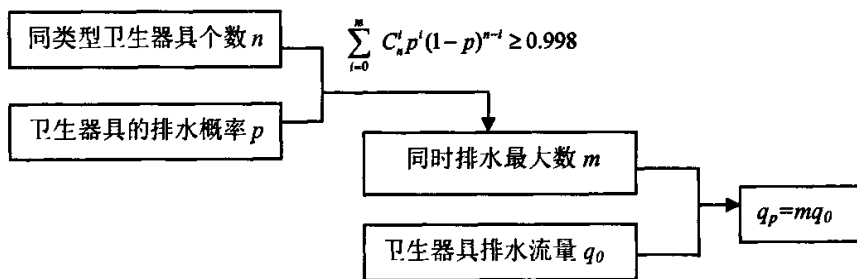 同类型卫生器具个数 n
$\sum_{i=0}^{m} C_n^i p^i (1-p)^{n-i} \geq 0.998$
卫生器具的排水概率 p
同时排水最大数 m
q_p=mq_0
卫生器具排水流量 q_0